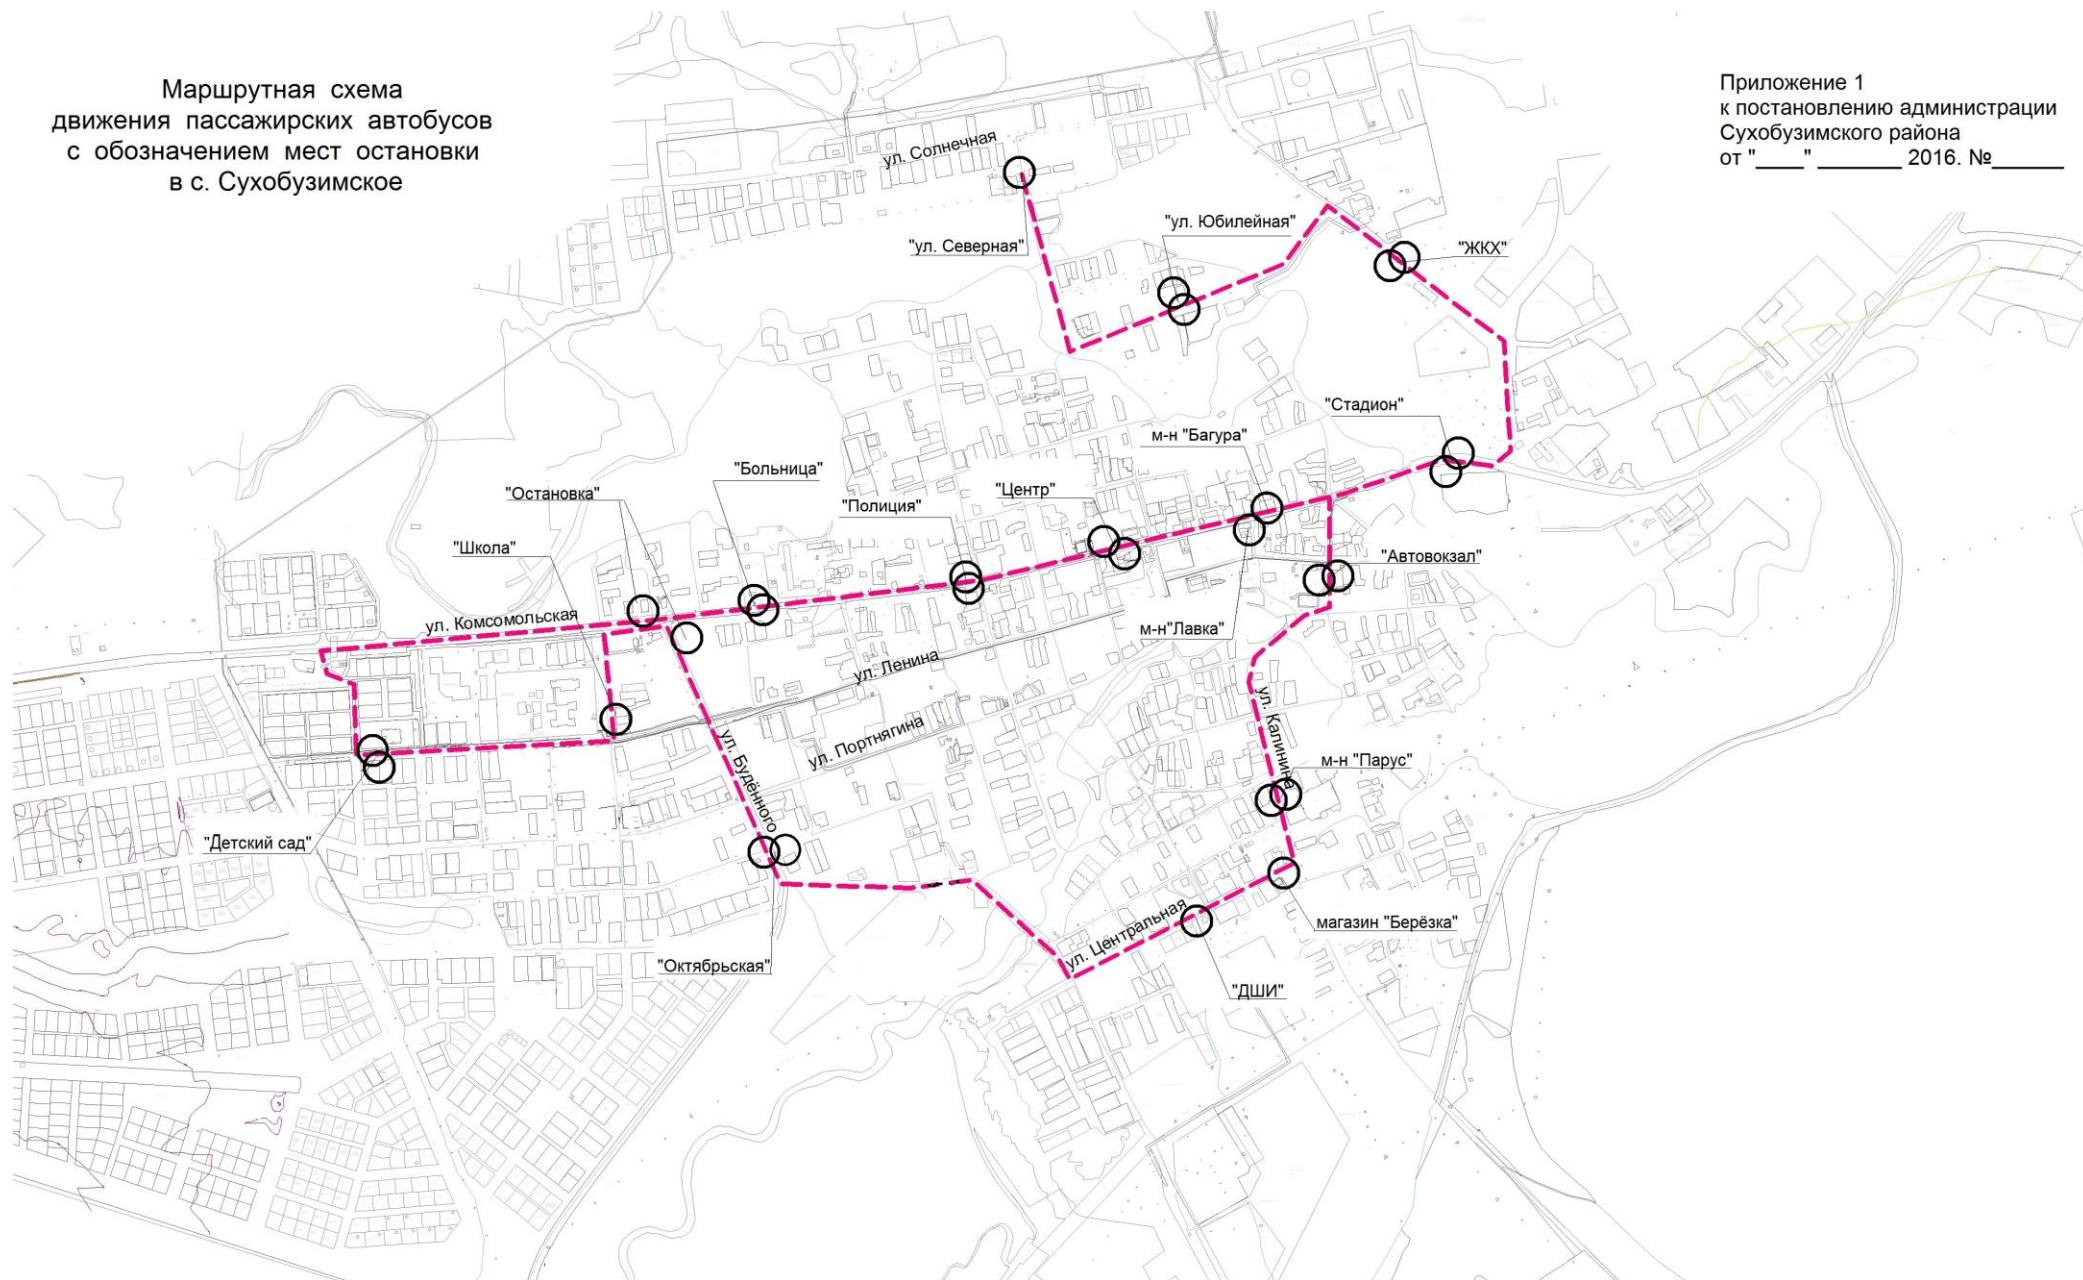 Маршрутная схема
движения пассажирских автобусов
с обозначением мест остановки
в с. Сухобузимское
Приложение 1
к постановлению администрации
Сухобузимского района
от "____" _______ 2016. №______
ул. Солнечная
"ул. Северная"
"ул. Юбилейная"
"ЖКХ"
"Стадион"
м-н "Багура"
"Больница"
"Остановка"
"Центр"
"Полиция"
"Школа"
"Автовокзал"
ул. Комсомольская
м-н"Лавка"
ул. Ленина
ул. Калинина
ул. Портнягина
ул. Будённого
м-н "Парус"
"Детский сад"
магазин "Берёзка"
ул. Центральная
"Октябрьская"
"ДШИ"